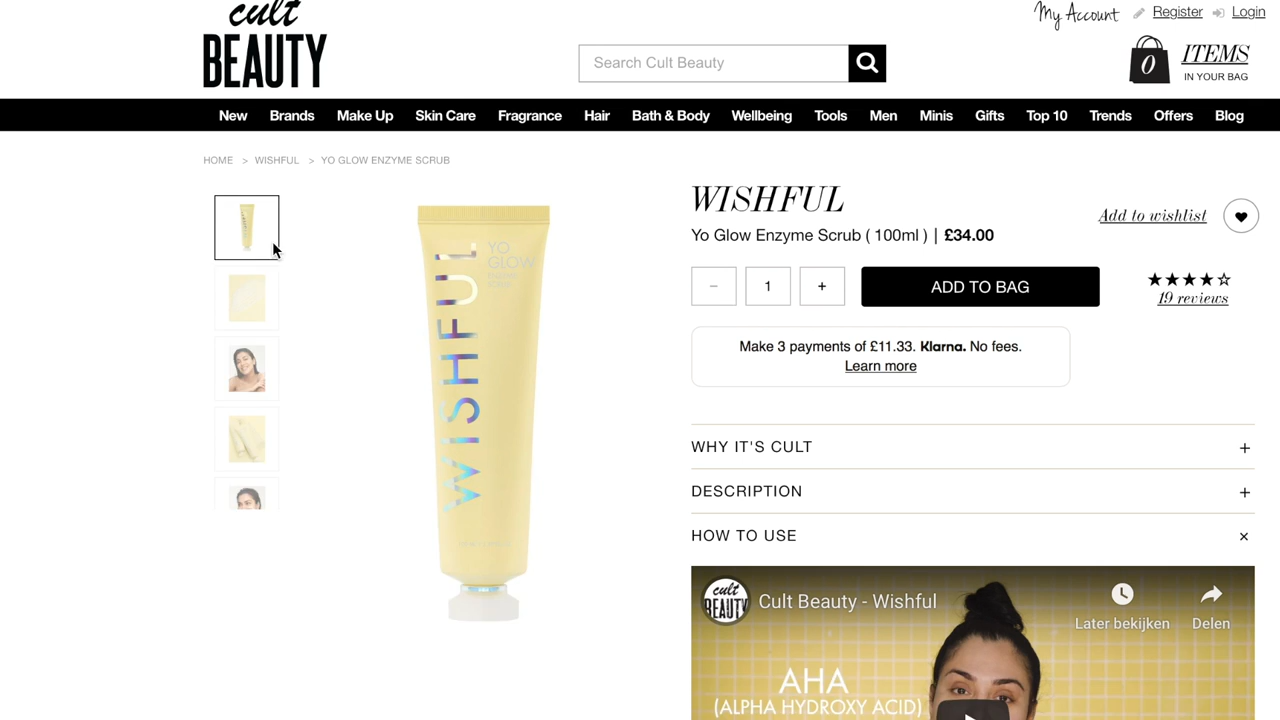 cult
BEAUTY
Search Cult Beauty
My Account
Register
Login
0
ITEMS
IN YOUR BAG
New Brands Make Up Skin Care Fragrance Hair Bath & Body Wellbeing Tools Men Minis Gifts Top 10 Trends Offers Blog
HOME > WISHFUL > YO GLOW ENZYME SCRUB
WISHFUL
YO
GLOW
WISHFUL
Yo Glow Enzyme Scrub ( 100ml ) | £34.00
Add to wishlist
− 1 +
ADD TO BAG
★★★★☆
19 reviews
Make 3 payments of £11.33. Klarna. No fees.
Learn more
WHY IT'S CULT +
DESCRIPTION +
HOW TO USE ×
cult
BEAUTY
Cult Beauty - Wishful
Later bekijken
Delen
AHA
(ALPHA HYDROXY ACID)